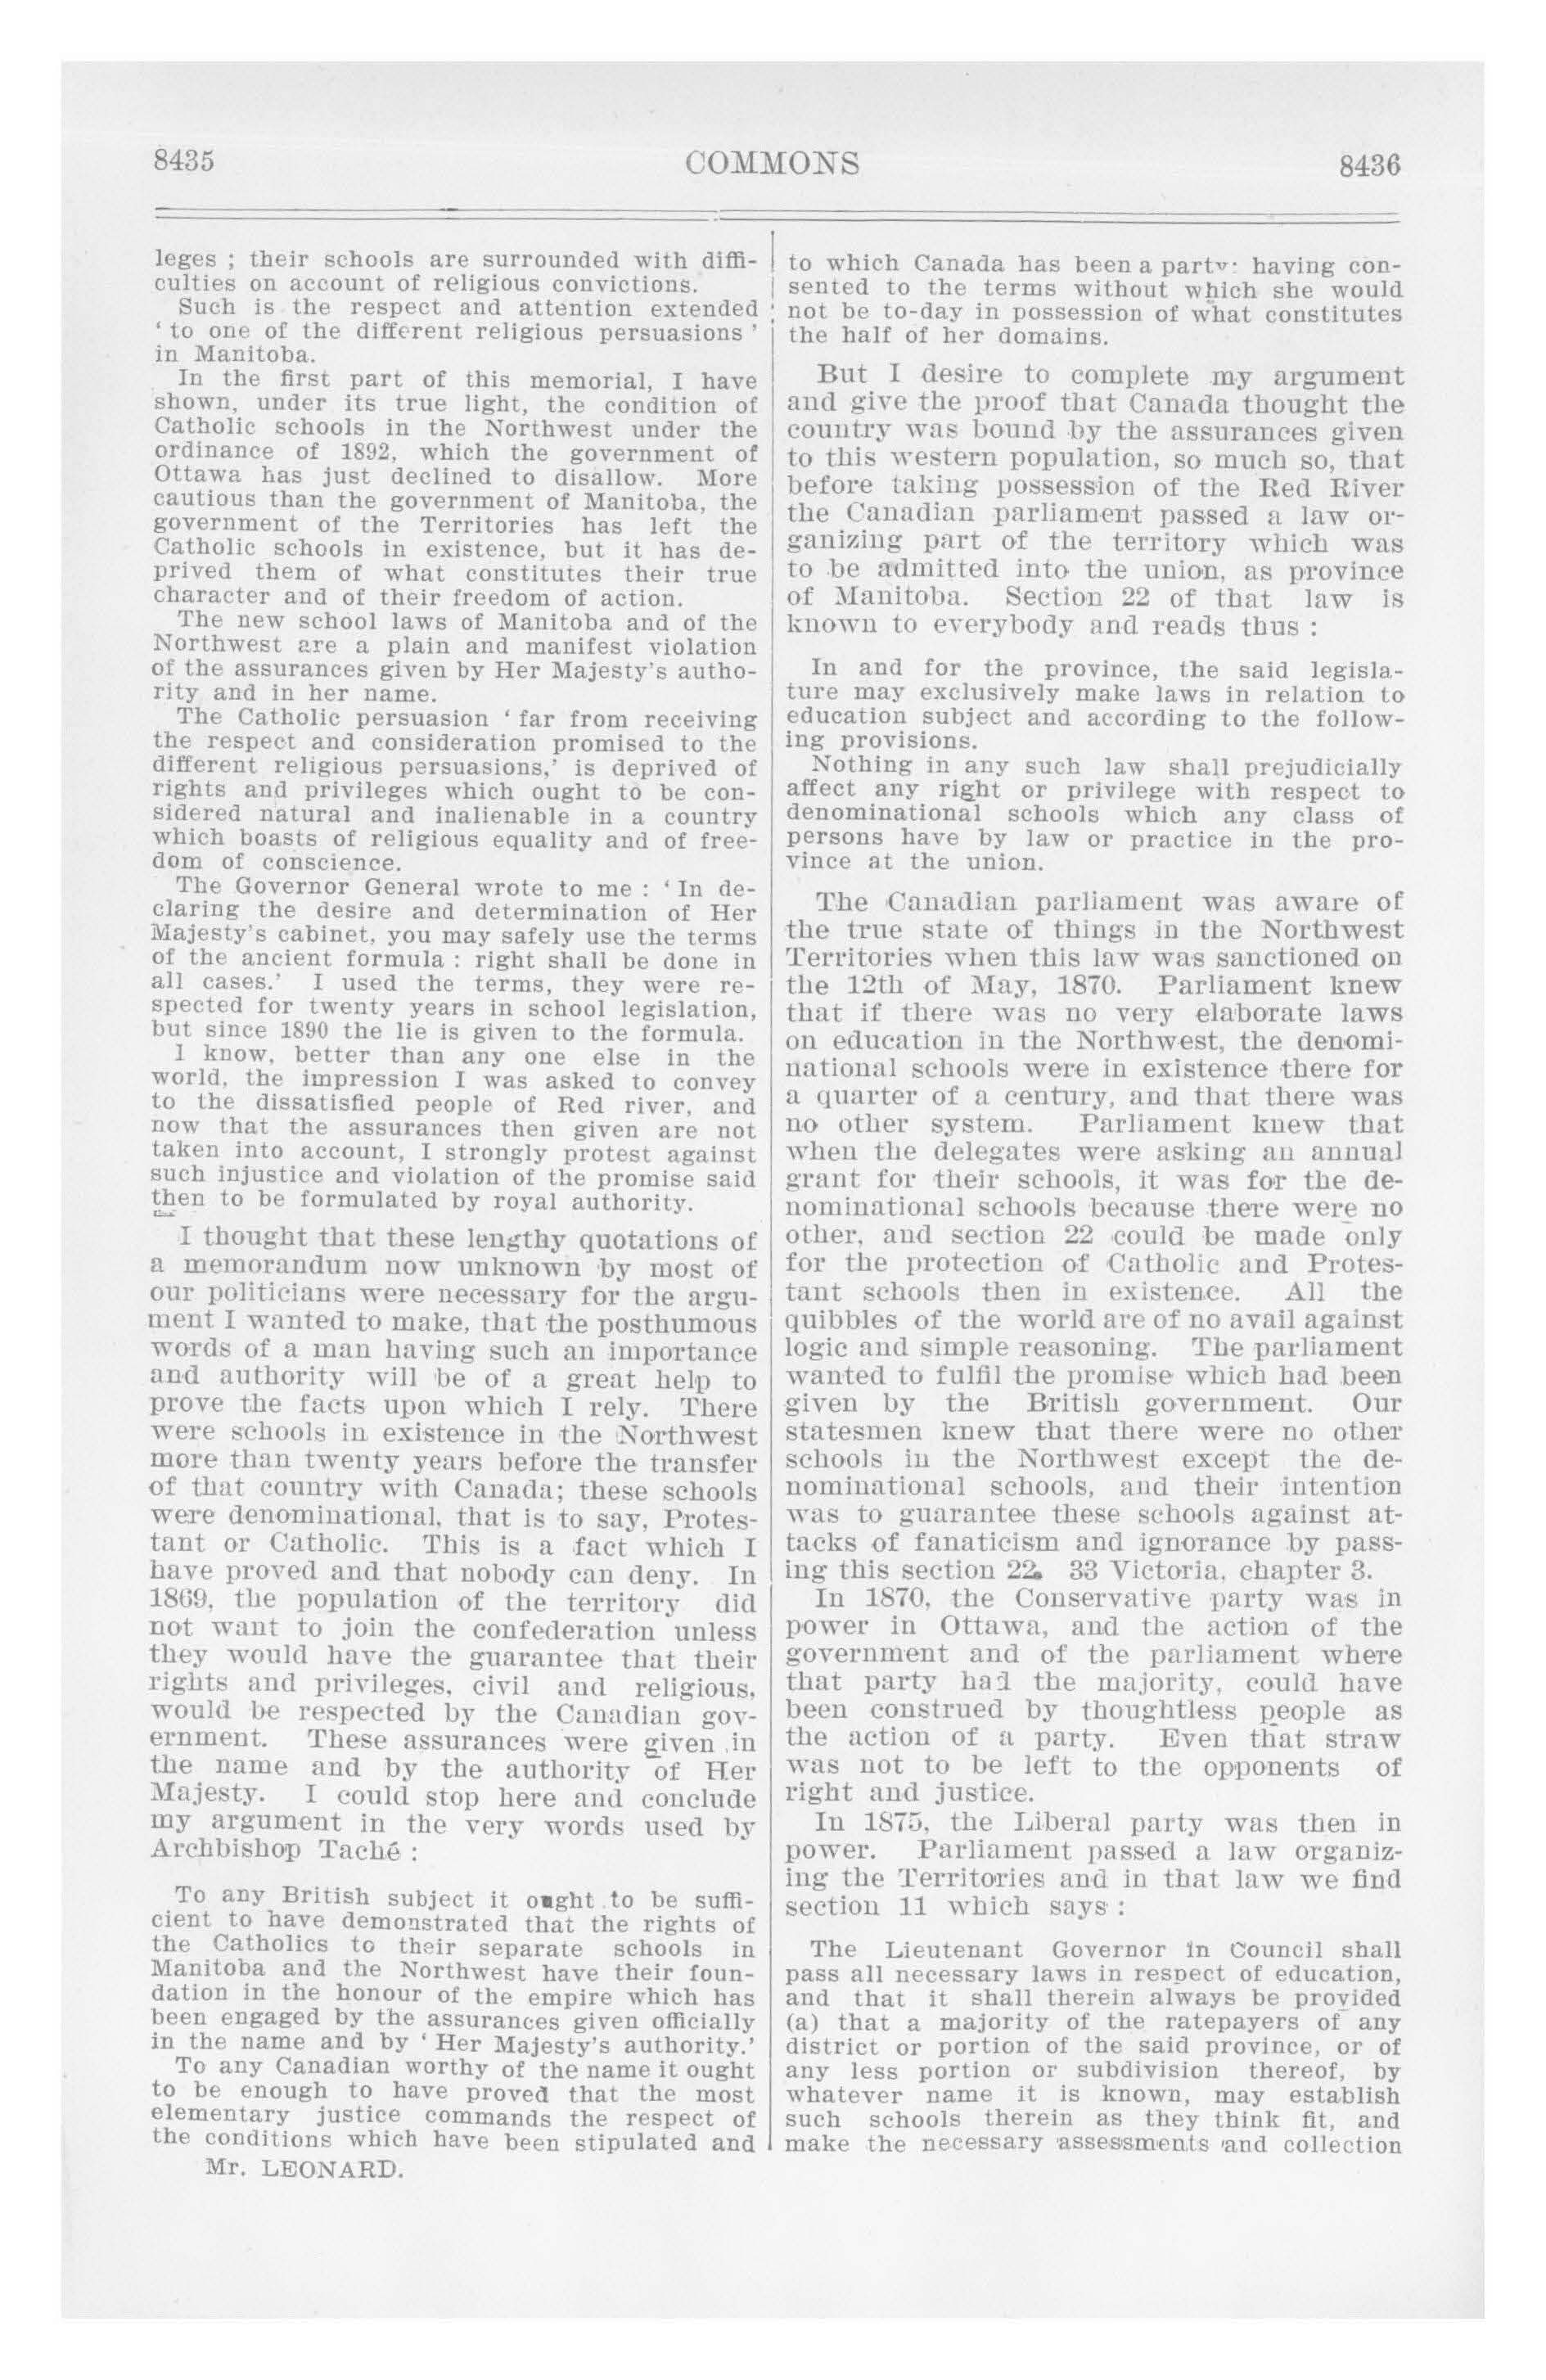 8435
COMMONS
8436
leges ; their schools are surrounded with diffi-
culties on account of religious convictions.
Such is the respect and attention extended
‘ to one of the different religious persuasions ’
in Manitoba.
In the first part of this memorial, I have
shown, under its true light, the condition of
Catholic schools in the Northwest under the
ordinance of 1892, which the government of
Ottawa has just declined to disallow. More
cautious than the government of Manitoba, the
government of the Territories has left the
Catholic schools in existence, but it has de-
prived them of what constitutes their true
character and of their freedom of action.
The new school laws of Manitoba and of the
Northwest are a plain and manifest violation
of the assurances given by Her Majesty's autho-
rity and in her name.
The Catholic persuasion ‘ far from receiving
the respect and consideration promised to the
different religious persuasions,’ is deprived of
rights and privileges which ought to be con-
sidered natural and inalienable in a country
which boasts of religious equality and of free-
dom of conscience.
The Governor General wrote to me : ‘ In de-
claring the desire and determination of Her
Majesty's cabinet, you may safely use the terms
of the ancient formula : right shall be done in
all cases.’ I used the terms, they were re-
spected for twenty years in school legislation,
but since 1890 the lie is given to the formula.
I know, better than any one else in the
world, the impression I was asked to convey
to the dissatisfied people of Red river, and
now that the assurances then given are not
taken into account, I strongly protest against
such injustice and violation of the promise said
then to be formulated by royal authority.
I thought that these lengthy quotations of
a memorandum now unknown by most of
our politicians were necessary for the argu-
ment I wanted to make, that the posthumous
words of a man having such an importance
and authority will be of a great help to
prove the facts upon which I rely. There
were schools in existence in the Northwest
more than twenty years before the transfer
of that country with Canada; these schools
were denominational, that is to say, Protes-
tant or Catholic. This is a fact which I
have proved and that nobody can deny. In
1869, the population of the territory did
not want to join the confederation unless
they would have the guarantee that their
rights and privileges, civil and religious,
would be respected by the Canadian gov-
ernment. These assurances were given in
the name and by the authority of Her
Majesty. I could stop here and conclude
my argument in the very words used by
Archbishop Taché :
To any British subject it ought to be suffi-
cient to have demonstrated that the rights of
the Catholics to their separate schools in
Manitoba and the Northwest have their foun-
dation in the honour of the empire which has
been engaged by the assurances given officially
in the name and by ‘ Her Majesty's authority.’
To any Canadian worthy of the name it ought
to be enough to have proved that the most
elementary justice commands the respect of
the conditions which have been stipulated and
Mr. LEONARD.
to which Canada has been a party: having con-
sented to the terms without which she would
not be to-day in possession of what constitutes
the half of her domains.
But I desire to complete my argument
and give the proof that Canada thought the
country was bound by the assurances given
to this western population, so much so, that
before taking possession of the Red River
the Canadian parliament passed a law or-
ganizing part of the territory which was
to be admitted into the union, as province
of Manitoba. Section 22 of that law is
known to everybody and reads thus :
In and for the province, the said legisla-
ture may exclusively make laws in relation to
education subject and according to the follow-
ing provisions.
Nothing in any such law shall prejudicially
affect any right or privilege with respect to
denominational schools which any class of
persons have by law or practice in the pro-
vince at the union.
The Canadian parliament was aware of
the true state of things in the Northwest
Territories when this law was sanctioned on
the 12th of May, 1870. Parliament knew
that if there was no very elaborate laws
on education in the Northwest, the denomi-
national schools were in existence there for
a quarter of a century, and that there was
no other system. Parliament knew that
when the delegates were asking an annual
grant for their schools, it was for the de-
nominational schools because there were no
other, and section 22 could be made only
for the protection of Catholic and Protes-
tant schools then in existence. All the
quibbles of the world are of no avail against
logic and simple reasoning. The parliament
wanted to fulfil the promise which had been
given by the British government. Our
statesmen knew that there were no other
schools in the Northwest except the de-
nominational schools, and their intention
was to guarantee these schools against at-
tacks of fanaticism and ignorance by pass-
ing this section 22. 33 Victoria, chapter 3.
In 1870, the Conservative party was in
power in Ottawa, and the action of the
government and of the parliament where
that party had the majority, could have
been construed by thoughtless people as
the action of a party. Even that straw
was not to be left to the opponents of
right and justice.
In 1875, the Liberal party was then in
power. Parliament passed a law organiz-
ing the Territories and in that law we find
section 11 which says :
The Lieutenant Governor in Council shall
pass all necessary laws in respect of education,
and that it shall therein always be provided
(a) that a majority of the ratepayers of any
district or portion of the said province, or of
any less portion or subdivision thereof, by
whatever name it is known, may establish
such schools therein as they think fit, and
make the necessary assessments and collection